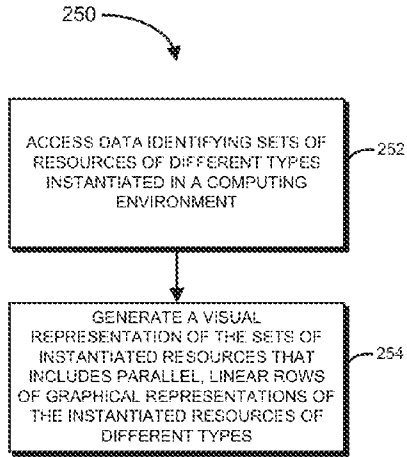 250
ACCESS DATA IDENTIFYING SETS OF
RESOURCES OF DIFFERENT TYPES
INSTANTIATED IN A COMPUTING
ENVIRONMENT
252
GENERATE A VISUAL
REPRESENTATION OF THE SETS OF
INSTANTIATED RESOURCES THAT
INCLUDES PARALLEL, LINEAR ROWS
OF GRAPHICAL REPRESENTATIONS OF
THE INSTANTIATED RESOURCES OF
DIFFERENT TYPES
254